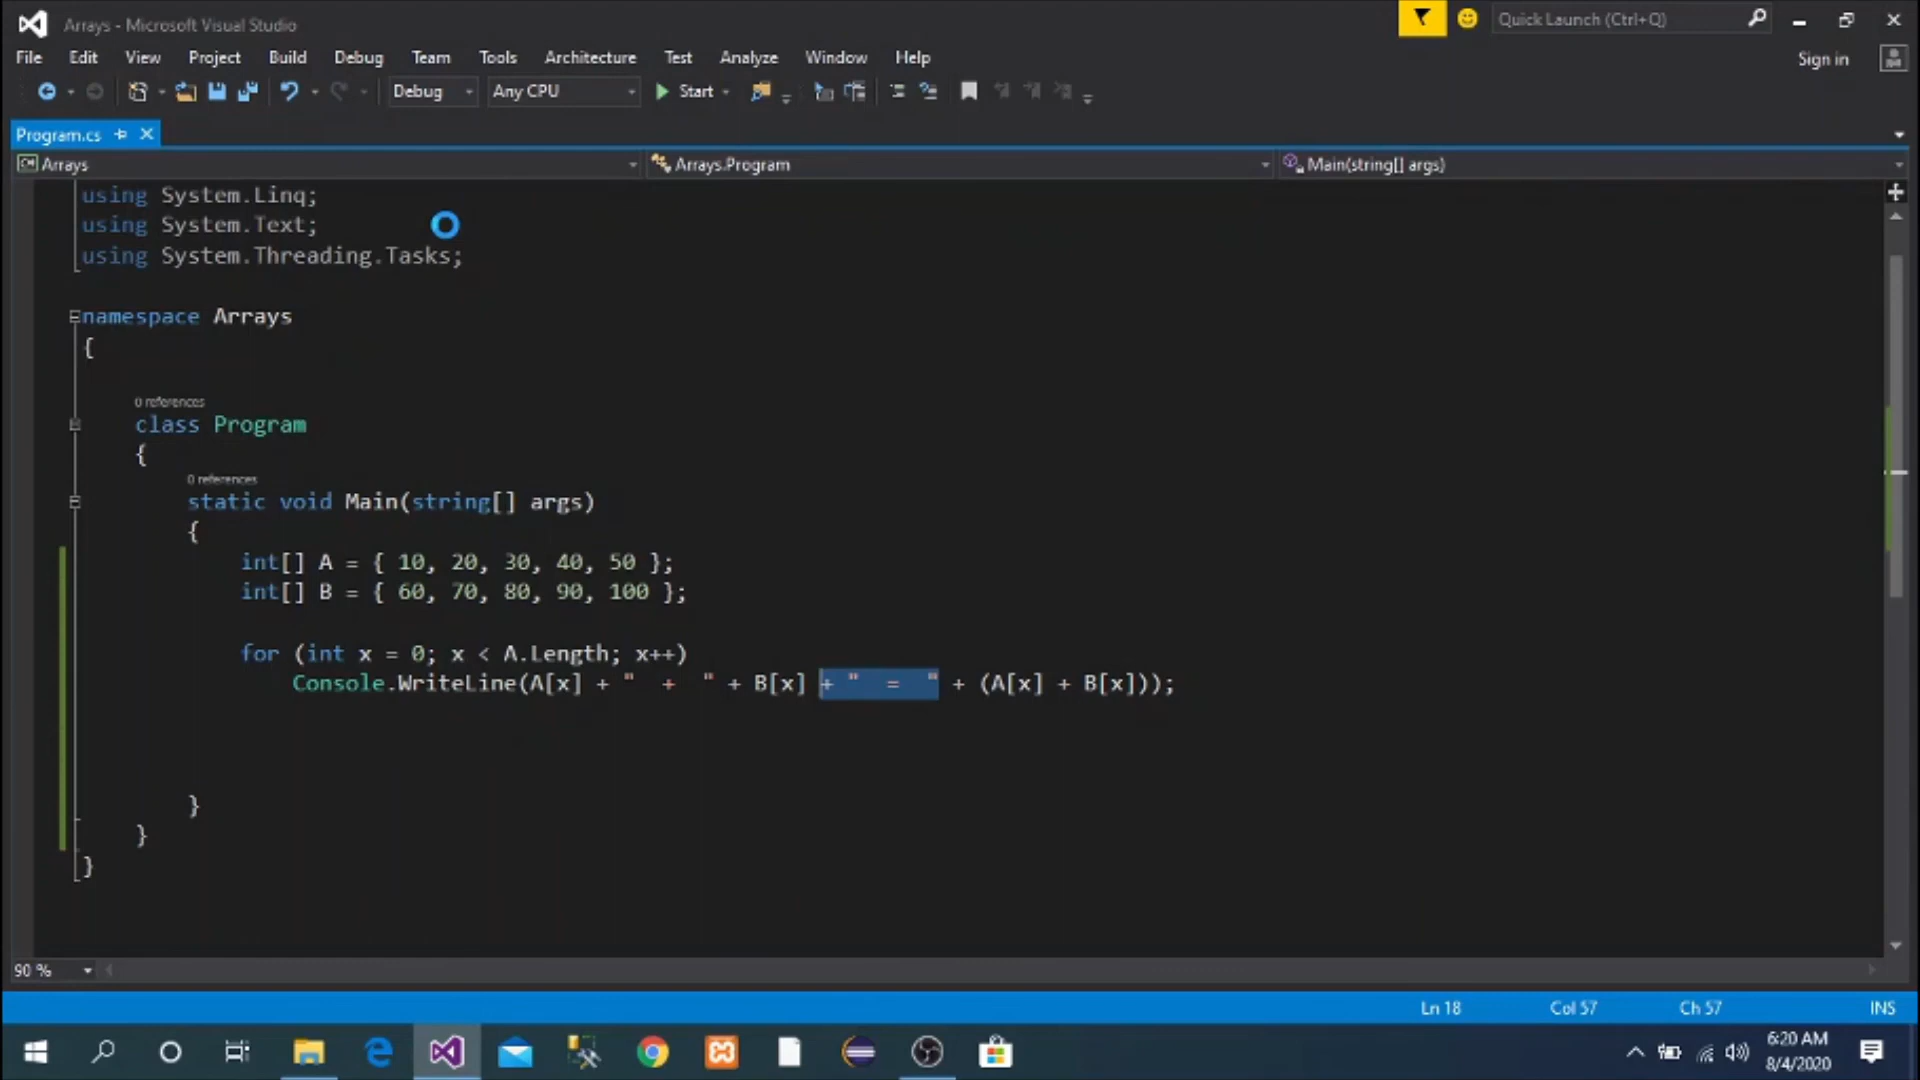 Arrays - Microsoft Visual Studio
Quick Launch (Ctrl+Q)
File Edit View Project Build Debug Team Tools Architecture Test Analyze Window Help
Sign in
Debug Any CPU Start
Program.cs
Arrays Arrays.Program Main(string[] args)
using System.Linq;
using System.Text;
using System.Threading.Tasks;
namespace Arrays
{
0 references
class Program
{
0 references
static void Main(string[] args)
{
int[] A = { 10, 20, 30, 40, 50 };
int[] B = { 60, 70, 80, 90, 100 };
for (int x = 0; x < A.Length; x++)
Console.WriteLine(A[x] + "  +  " + B[x] + "  =  " + (A[x] + B[x]));
}
}
}
90 %
Ln 18 Col 57 Ch 57 INS
6:20 AM
8/4/2020